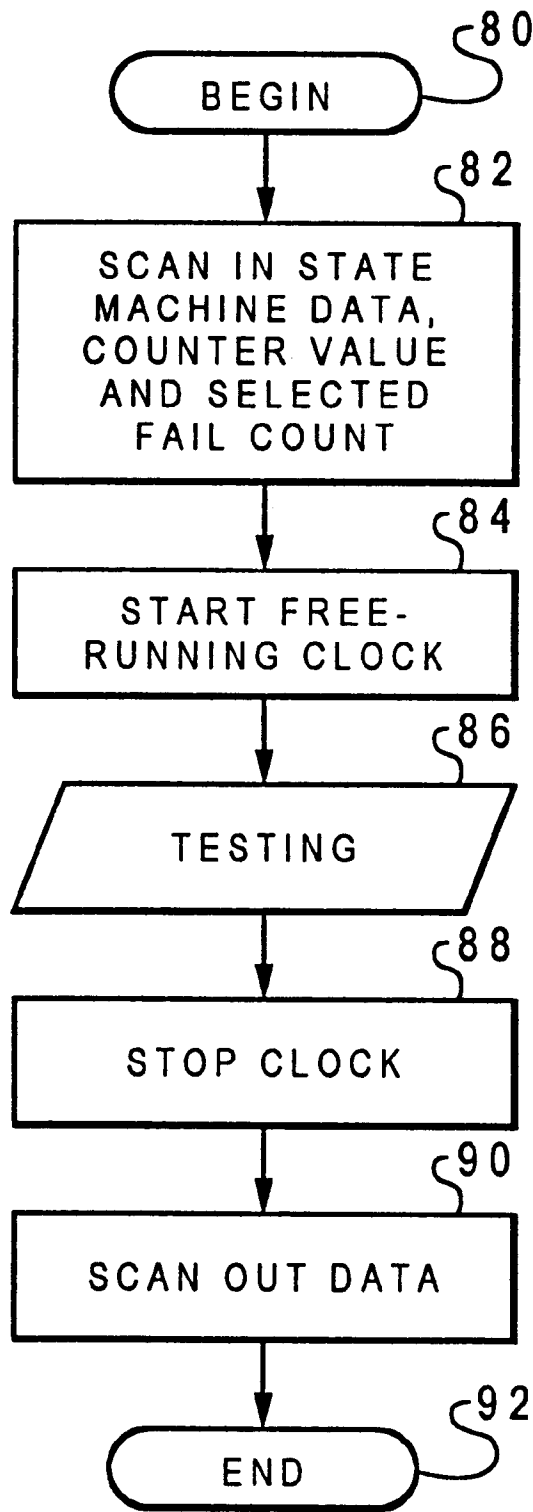 80
BEGIN
82
SCAN IN STATE
MACHINE DATA,
COUNTER VALUE
AND SELECTED
FAIL COUNT
84
START FREE-
RUNNING CLOCK
86
TESTING
88
STOP CLOCK
90
SCAN OUT DATA
92
END